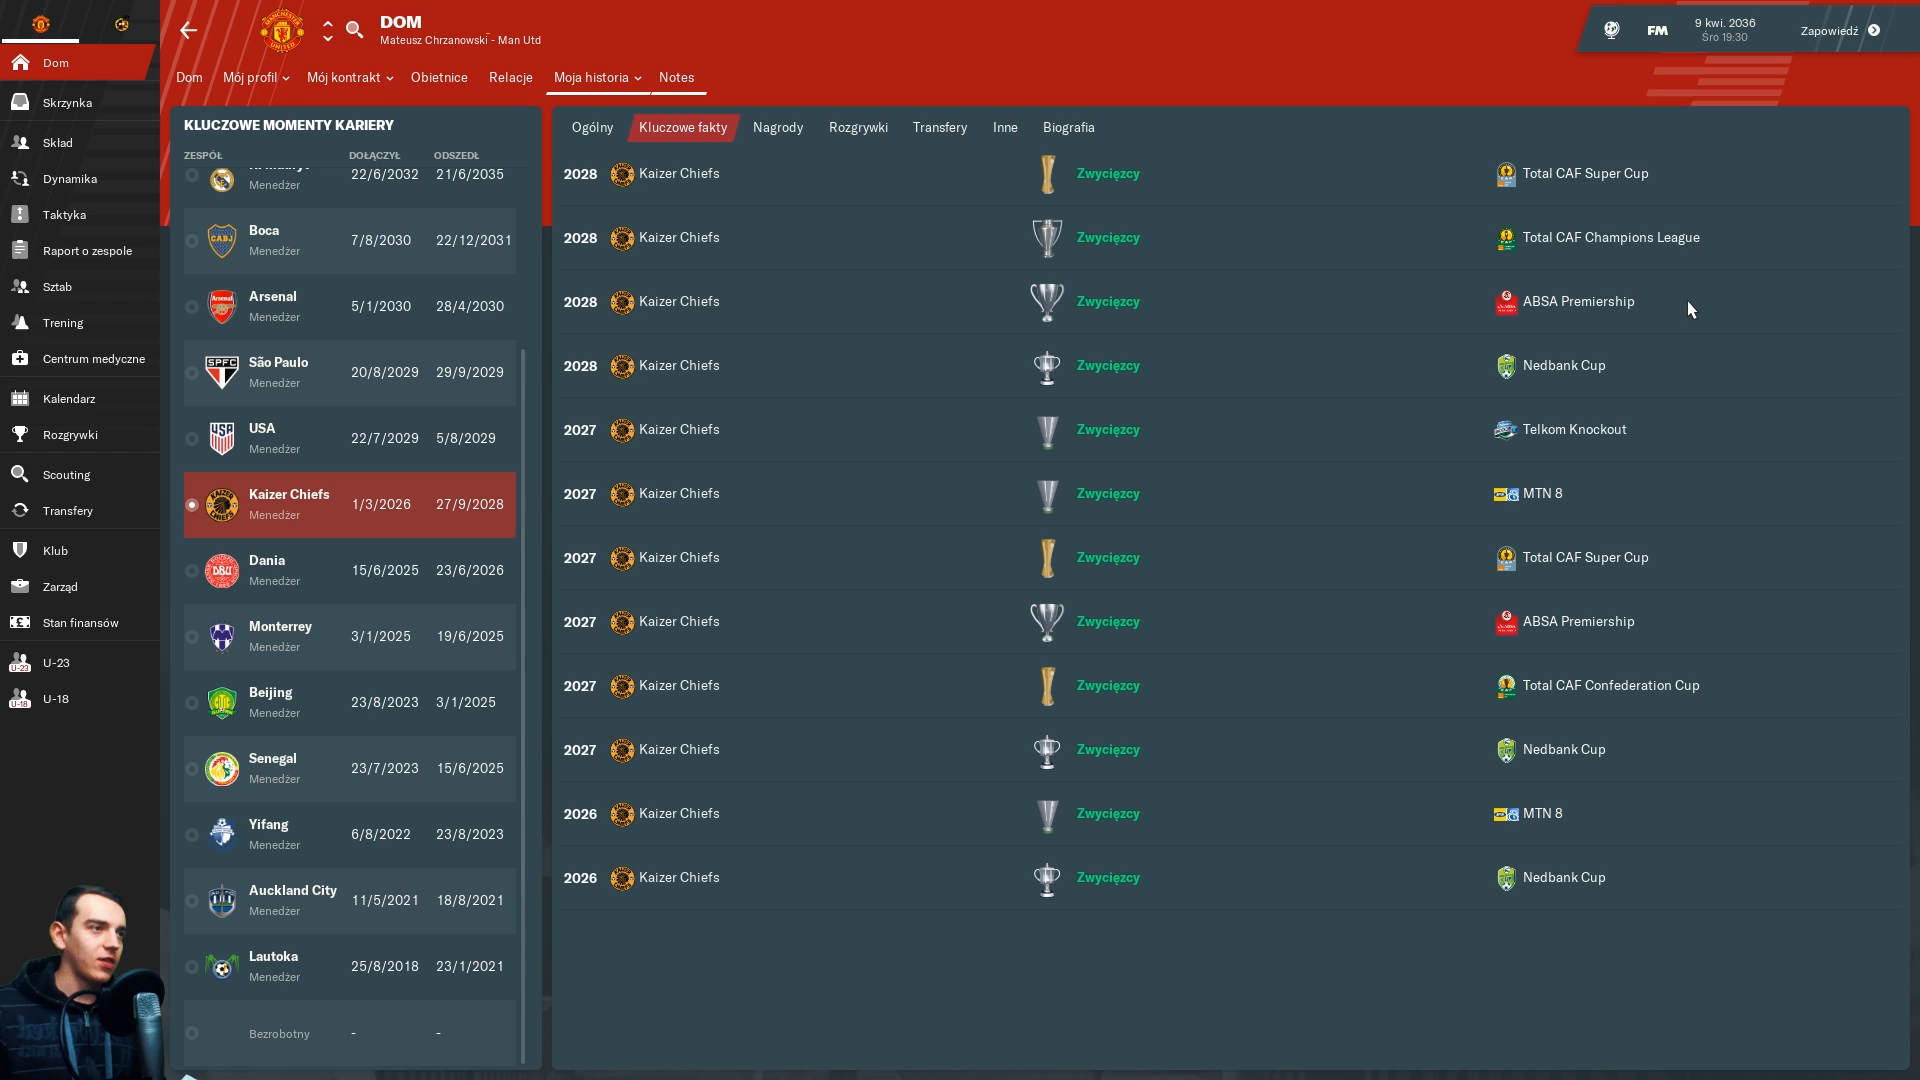 DOM
Mateusz Chrzanowski - Man Utd
9 kwi. 2036
Śro 19:30
FM
Zapowiedź
Dom
Mój profil
Mój kontrakt
Obietnice
Relacje
Moja historia
Notes
Dom
Skrzynka
Skład
Dynamika
Taktyka
Raport o zespole
Sztab
Trening
Centrum medyczne
Kalendarz
Rozgrywki
Scouting
Transfery
Klub
Zarząd
Stan finansów
U-23
U-23
U-18
U-18
KLUCZOWE MOMENTY KARIERY
ZESPÓŁ DOŁĄCZYŁ ODSZEDŁ
22/6/2032 21/6/2035
Menedżer
Boca 7/8/2030 22/12/2031
Menedżer
Arsenal 5/1/2030 28/4/2030
Menedżer
São Paulo 20/8/2029 29/9/2029
Menedżer
USA 22/7/2029 5/8/2029
Menedżer
Kaizer Chiefs 1/3/2026 27/9/2028
Menedżer
Dania 15/6/2025 23/6/2026
Menedżer
Monterrey 3/1/2025 19/6/2025
Menedżer
Beijing 23/8/2023 3/1/2025
Menedżer
Senegal 23/7/2023 15/6/2025
Menedżer
Yifang 6/8/2022 23/8/2023
Menedżer
Auckland City 11/5/2021 18/8/2021
Menedżer
Lautoka 25/8/2018 23/1/2021
Menedżer
Bezrobotny - -
Ogólny
Kluczowe fakty
Nagrody
Rozgrywki
Transfery
Inne
Biografia
2028 Kaizer Chiefs Zwycięzcy Total CAF Super Cup
2028 Kaizer Chiefs Zwycięzcy Total CAF Champions League
2028 Kaizer Chiefs Zwycięzcy ABSA Premiership
2028 Kaizer Chiefs Zwycięzcy Nedbank Cup
2027 Kaizer Chiefs Zwycięzcy Telkom Knockout
2027 Kaizer Chiefs Zwycięzcy MTN 8
2027 Kaizer Chiefs Zwycięzcy Total CAF Super Cup
2027 Kaizer Chiefs Zwycięzcy ABSA Premiership
2027 Kaizer Chiefs Zwycięzcy Total CAF Confederation Cup
2027 Kaizer Chiefs Zwycięzcy Nedbank Cup
2026 Kaizer Chiefs Zwycięzcy MTN 8
2026 Kaizer Chiefs Zwycięzcy Nedbank Cup